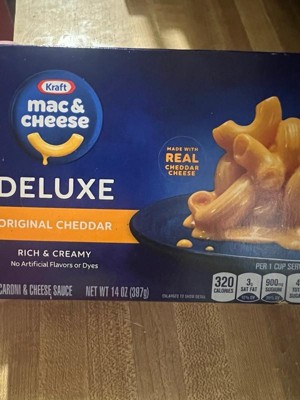 Kraft
mac &
cheese
DELUXE
MADE WITH
REAL
CHEDDAR
CHEESE
ORIGINAL CHEDDAR
RICH & CREAMY
No Artificial Flavors or Dyes
PER 1 CUP SER
320
CALORIES
SAT FAT
SODIUM
CARONI & CHEESE SAUCE NET WT 14 OZ (397g)